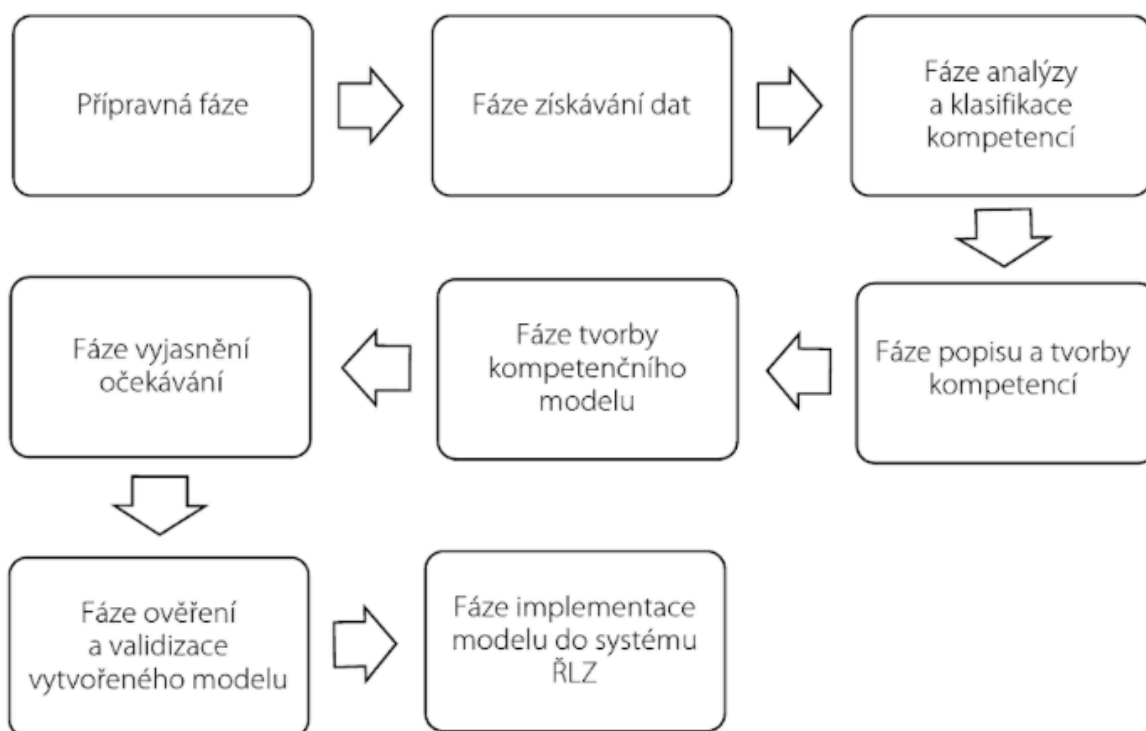 Přípravná fáze
Fáze získávání dat
Fáze analýzy
a klasifikace
kompetencí
Fáze popisu a tvorby
kompetencí
Fáze tvorby
kompetenčního
modelu
Fáze vyjasnění
očekávání
Fáze ověření
a validizace
vytvořeného modelu
Fáze implementace
modelu do systému
ŘLZ